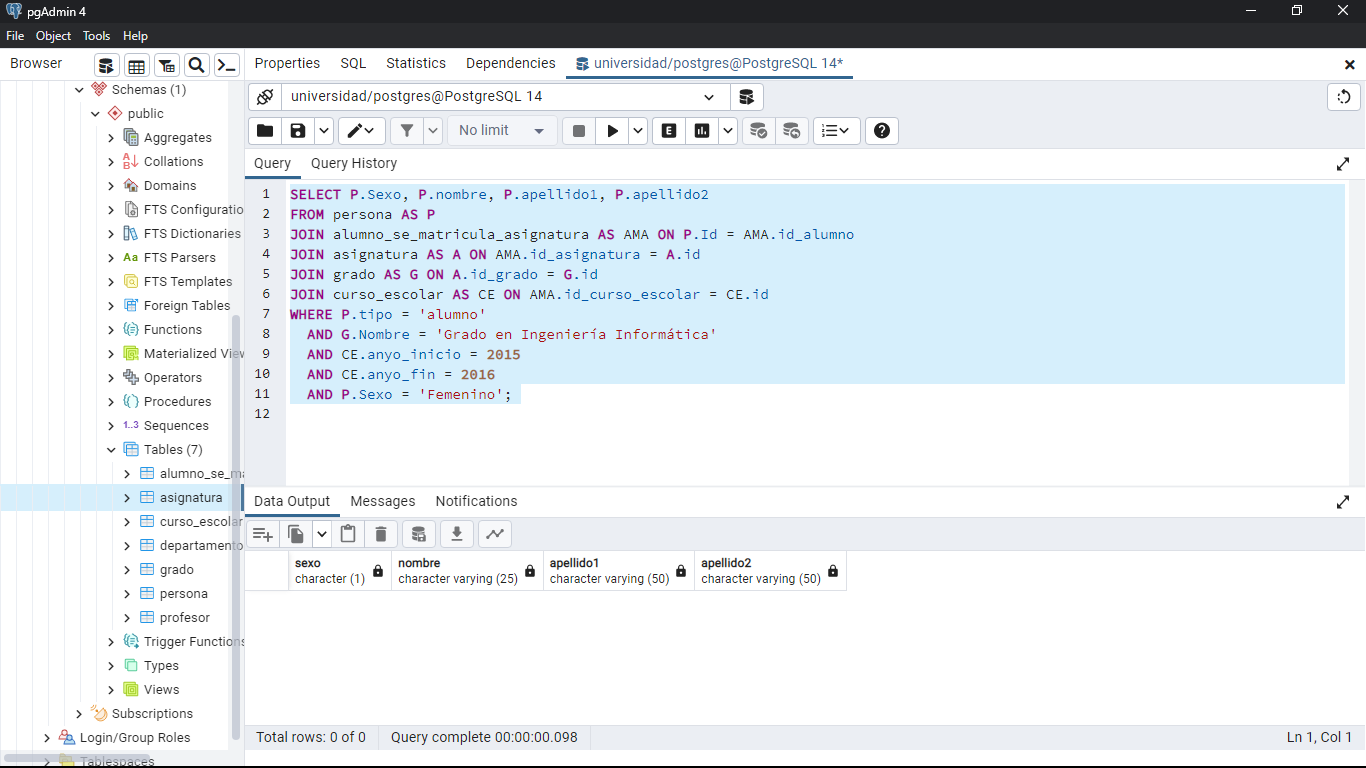 pgAdmin 4
File Object Tools Help
Browser
Properties SQL Statistics Dependencies universidad/postgres@PostgreSQL 14*
Schemas (1)
public
Aggregates
Collations
Domains
FTS Configuratio
FTS Dictionaries
FTS Parsers
FTS Templates
Foreign Tables
Functions
Materialized View
Operators
Procedures
1..3 Sequences
Tables (7)
alumno_se_ma
asignatura
curso_escolar
departamento
grado
persona
profesor
Trigger Functions
Types
Views
Subscriptions
Login/Group Roles
Tablespaces
universidad/postgres@PostgreSQL 14
No limit
E
Query Query History
1 SELECT P.Sexo, P.nombre, P.apellido1, P.apellido2
2 FROM persona AS P
3 JOIN alumno_se_matricula_asignatura AS AMA ON P.Id = AMA.id_alumno
4 JOIN asignatura AS A ON AMA.id_asignatura = A.id
5 JOIN grado AS G ON A.id_grado = G.id
6 JOIN curso_escolar AS CE ON AMA.id_curso_escolar = CE.id
7 WHERE P.tipo = 'alumno'
8 AND G.Nombre = 'Grado en Ingeniería Informática'
9 AND CE.anyo_inicio = 2015
10 AND CE.anyo_fin = 2016
11 AND P.Sexo = 'Femenino';
12
Data Output Messages Notifications
sexo nombre apellido1 apellido2
character (1) character varying (25) character varying (50) character varying (50)
Total rows: 0 of 0 Query complete 00:00:00.098 Ln 1, Col 1